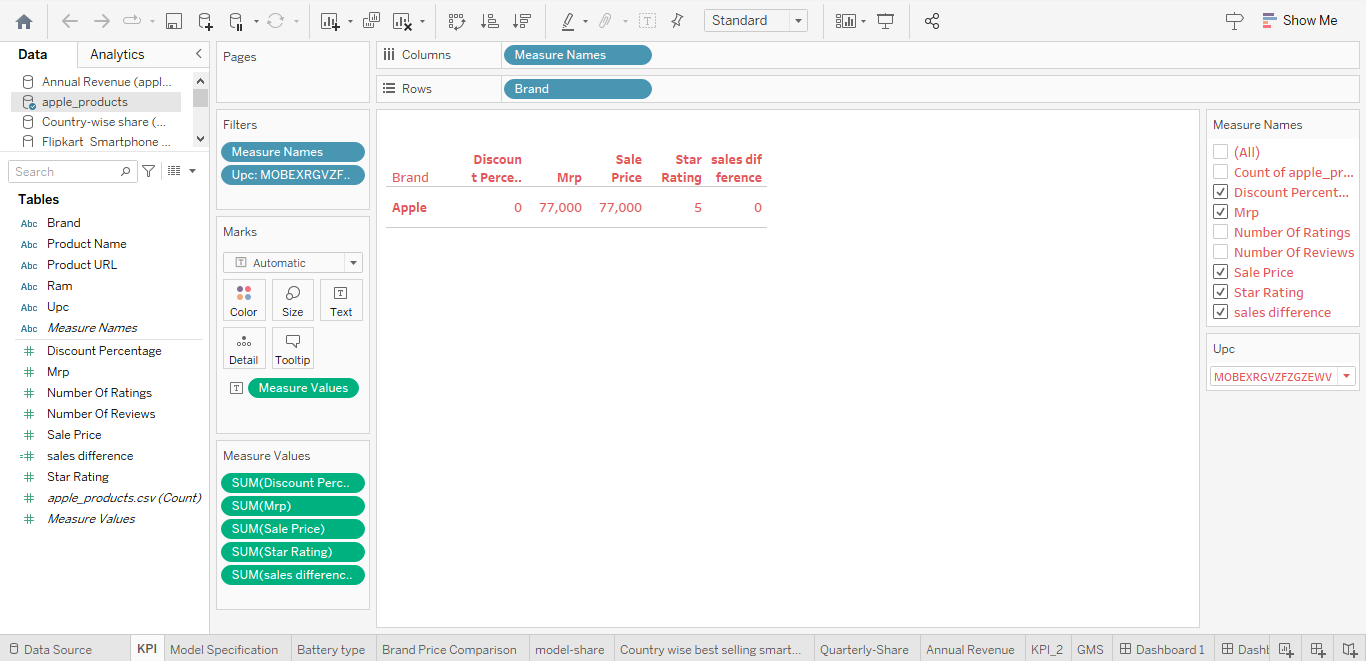 Standard
Show Me
Data
Analytics
Annual Revenue (appl...
apple_products
Country-wise share (...
Flipkart Smartphone ...
Search
Tables
Abc Brand
Abc Product Name
Abc Product URL
Abc Ram
Abc Upc
Abc Measure Names
# Discount Percentage
# Mrp
# Number Of Ratings
# Number Of Reviews
# Sale Price
=# sales difference
# Star Rating
# apple_products.csv (Count)
# Measure Values
Pages
Filters
Measure Names
Upc: MOBEXRGVZF..
Marks
T Automatic
Color
Size
T Text
Detail
Tooltip
T Measure Values
Measure Values
SUM(Discount Perc..
SUM(Mrp)
SUM(Sale Price)
SUM(Star Rating)
SUM(sales differenc..
Columns Measure Names
Rows Brand
Discoun Sale Star sales dif
Brand t Perce.. Mrp Price Rating ference
Apple 0 77,000 77,000 5 0
Measure Names
(All)
Count of apple_pr...
Discount Percent...
Mrp
Number Of Ratings
Number Of Reviews
Sale Price
Star Rating
sales difference
Upc
MOBEXRGVZFZGZEWV
Data Source KPI Model Specification Battery type Brand Price Comparison model-share Country wise best selling smart... Quarterly-Share Annual Revenue KPI_2 GMS Dashboard 1 Dashb